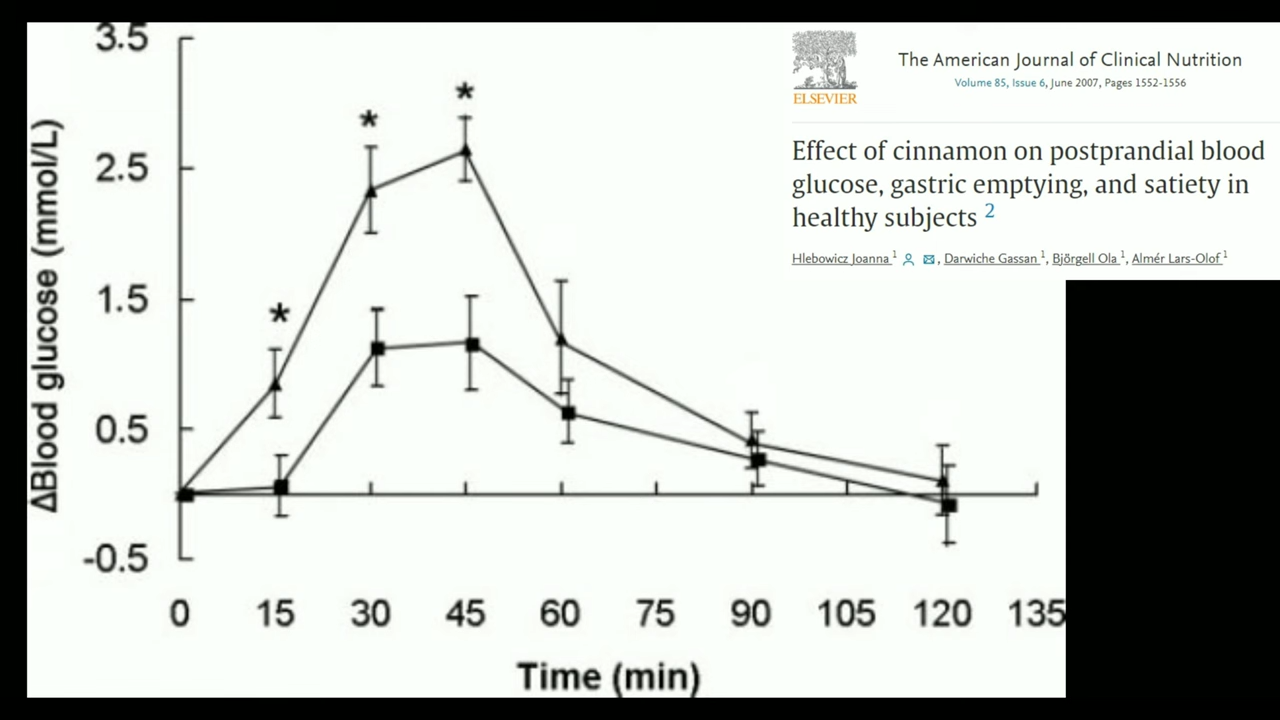 The American Journal of Clinical Nutrition
Volume 85, Issue 6, June 2007, Pages 1552-1556
ELSEVIER
Effect of cinnamon on postprandial blood
glucose, gastric emptying, and satiety in
healthy subjects 2
Hlebowicz Joanna 1 , Darwiche Gassan 1, Björgell Ola 1, Almér Lars-Olof 1
ΔBlood glucose (mmol/L)
3.5
2.5
1.5
0.5
-0.5
* * *
0 15 30 45 60 75 90 105 120 135
Time (min)